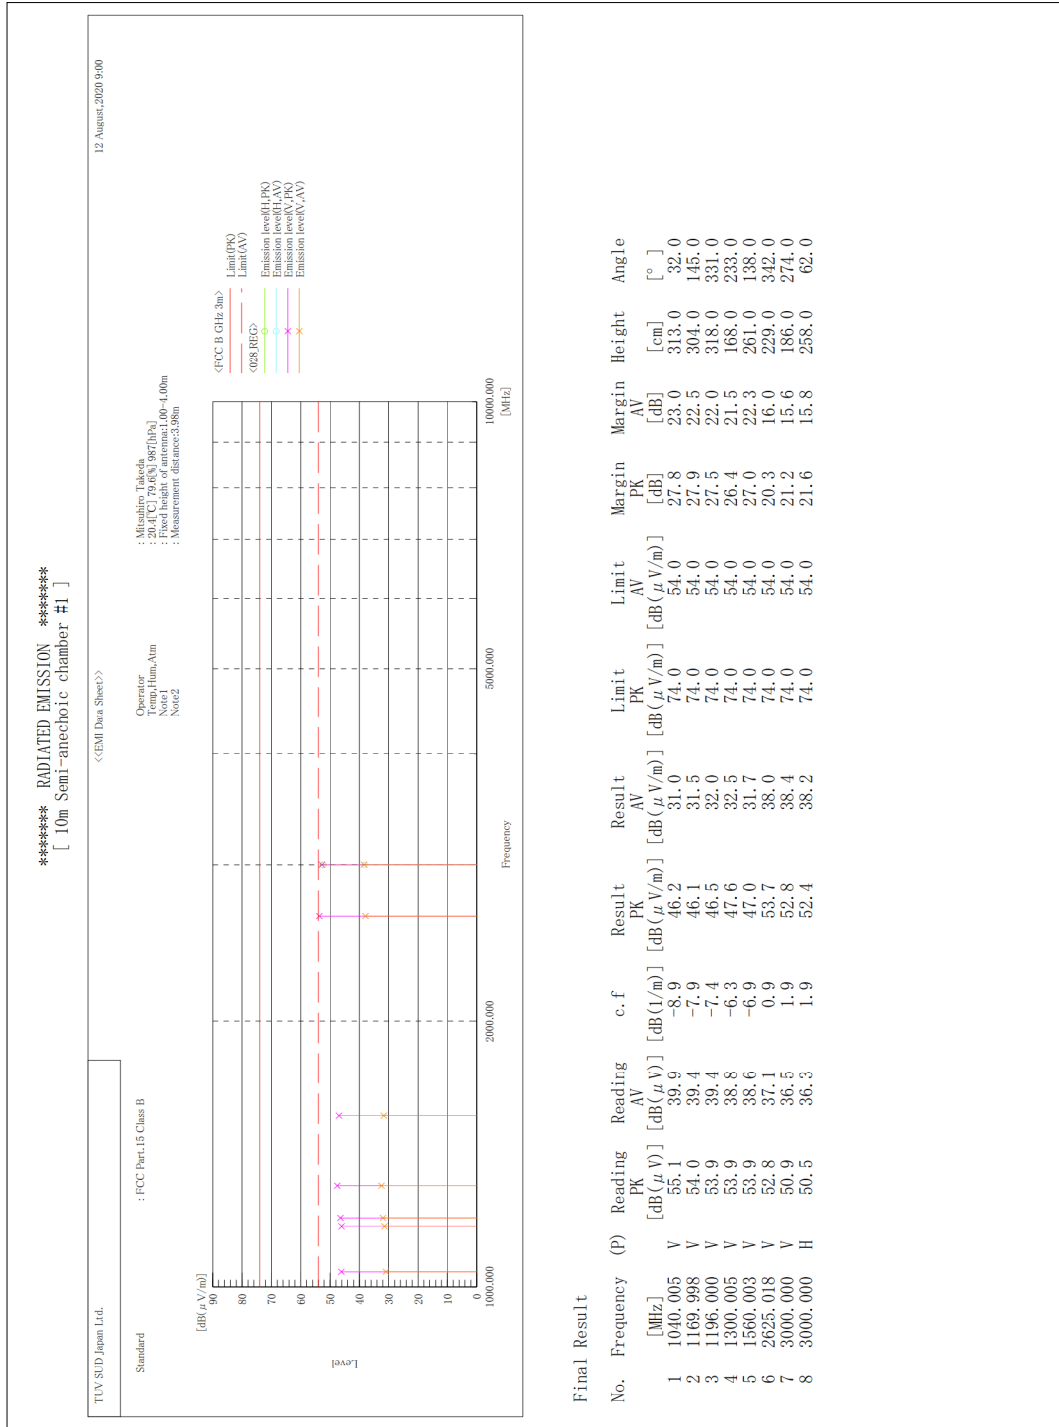 ****** RADIATED EMISSION ******
[ 10m Semi-anechoic chamber #1 ]
TUV SUD Japan Ltd.
<<EMI Data Sheet>>
12 August,2020 9:00
Standard : FCC Part.15 Class B
Operator : Mitsuhiro Takeda
Temp,Hum,Atm : 20.4[℃] 79.6[%] 987[hPa]
Note1 : Fixed height of antenna:1.00-4.00m
Note2 : Measurement distance:3.98m
[dB(μV/m)]
90
80
70
60
50
40
30
20
10
0
Level
1000.000
2000.000
5000.000
10000.000
Frequency
[MHz]
<FCC B GHz 3m>
Limit(PK)
Limit(AV)
<028_REG>
Emission level(H,PK)
Emission level(H,AV)
Emission level(V,PK)
Emission level(V,AV)
Final Result
No. Frequency (P) Reading Reading c.f Result Result Limit Limit Margin Margin Height Angle
PK AV PK AV PK AV PK AV
[MHz] [dB(μV)] [dB(μV)] [dB(1/m)] [dB(μV/m)] [dB(μV/m)] [dB(μV/m)] [dB(μV/m)] [dB] [dB] [cm] [° ]
1 1040.005 V 55.1 39.9 -8.9 46.2 31.0 74.0 54.0 27.8 23.0 313.0 32.0
2 1169.998 V 54.0 39.4 -7.9 46.1 31.5 74.0 54.0 27.9 22.5 304.0 145.0
3 1196.000 V 53.9 39.4 -7.4 46.5 32.0 74.0 54.0 27.5 22.0 318.0 331.0
4 1300.005 V 53.9 38.8 -6.3 47.6 32.5 74.0 54.0 26.4 21.5 168.0 233.0
5 1560.003 V 53.9 38.6 -6.9 47.0 31.7 74.0 54.0 27.0 22.3 261.0 138.0
6 2625.018 V 52.8 37.1 0.9 53.7 38.0 74.0 54.0 20.3 16.0 229.0 342.0
7 3000.000 V 50.9 36.5 1.9 52.8 38.4 74.0 54.0 21.2 15.6 186.0 274.0
8 3000.000 H 50.5 36.3 1.9 52.4 38.2 74.0 54.0 21.6 15.8 258.0 62.0